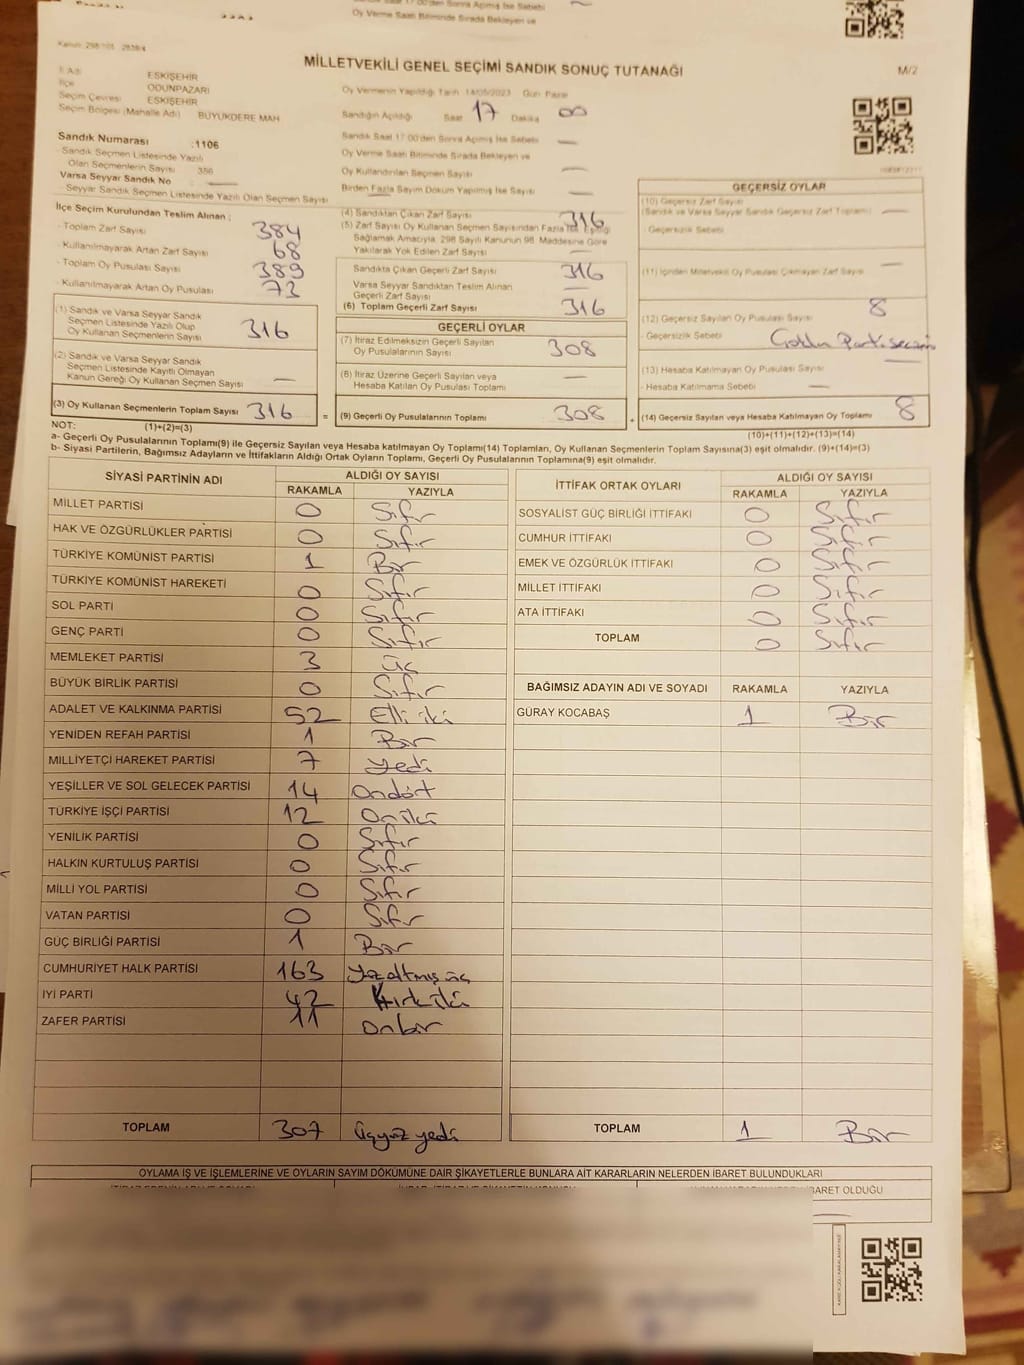 Oy Verme Saati Bitiminde Sırada Bekleyen ve
MİLLETVEKİLİ GENEL SEÇİMİ SANDIK SONUÇ TUTANAĞI
M/2
İl Adı ESKİŞEHİR
İlçe ODUNPAZARI
Seçim Çevresi ESKİŞEHİR
Seçim Bölgesi (Mahalle Adı) BÜYÜKDERE MAH
Oy Vermenin Yapıldığı Tarih 14/05/2023 Gün Pazar
Sandığın Açıldığı Saat 17 Dakika 00
Sandık Saat 17:00'den Sonra Açılmış İse Sebebi —
Oy Verme Saati Bitiminde Sırada Bekleyen ve
Oy Kullandırılan Seçmen Sayısı —
Birden Fazla Sayım Döküm Yapılmış İse Sayısı —
Sandık Numarası :1106
- Sandık Seçmen Listesinde Yazılı
Olan Seçmenlerin Sayısı 356
Varsa Seyyar Sandık No —
- Seyyar Sandık Seçmen Listesinde Yazılı Olan Seçmen Sayısı
İlçe Seçim Kurulundan Teslim Alınan ;
- Toplam Zarf Sayısı 384
- Kullanılmayarak Artan Zarf Sayısı 68
- Toplam Oy Pusulası Sayısı 389
- Kullanılmayarak Artan Oy Pusulası 73
(1) Sandık ve Varsa Seyyar Sandık
Seçmen Listesinde Yazılı Olup
Oy Kullanan Seçmenlerin Sayısı 316
(2) Sandık ve Varsa Seyyar Sandık
Seçmen Listesinde Kayıtlı Olmayan
Kanun Gereği Oy Kullanan Seçmen Sayısı —
(3) Oy Kullanan Seçmenlerin Toplam Sayısı 316 =
(4) Sandıktan Çıkan Zarf Sayısı 316
(5) Zarf Sayısı Oy Kullanan Seçmen Sayısından Fazla İse, Eşitliği
Sağlamak Amacıyla, 298 Sayılı Kanunun 98. Maddesine Göre
Yakılarak Yok Edilen Zarf Sayısı —
Sandıkta Çıkan Geçerli Zarf Sayısı 316
Varsa Seyyar Sandıktan Teslim Alınan
Geçerli Zarf Sayısı —
(6) Toplam Geçerli Zarf Sayısı 316
GEÇERLİ OYLAR
(7) İtiraz Edilmeksizin Geçerli Sayılan
Oy Pusulalarının Sayısı 308
(8) İtiraz Üzerine Geçerli Sayılan veya
Hesaba Katılan Oy Pusulası Toplamı —
(9) Geçerli Oy Pusulalarının Toplamı 308 +
GEÇERSİZ OYLAR
(10) Geçersiz Zarf Sayısı
(Sandık ve Varsa Seyyar Sandık Geçersiz Zarf Toplamı) —
- Geçersizlik Sebebi
(11) İçinden Milletvekili Oy Pusulası Çıkmayan Zarf Sayısı —
(12) Geçersiz Sayılan Oy Pusulası Sayısı 8
- Geçersizlik Sebebi Parti
(13) Hesaba Katılmayan Oy Pusulası Sayısı —
- Hesaba Katılmama Sebebi —
(14) Geçersiz Sayılan veya Hesaba Katılmayan Oy Toplamı 8
NOT: (1)+(2)=(3) (10)+(11)+(12)+(13)=(14)
a- Geçerli Oy Pusulalarının Toplamı(9) ile Geçersiz Sayılan veya Hesaba katılmayan Oy Toplamı(14) Toplamları, Oy Kullanan Seçmenlerin Toplam Sayısına(3) eşit olmalıdır. (9)+(14)=(3)
b- Siyasi Partilerin, Bağımsız Adayların ve İttifakların Aldığı Ortak Oyların Toplamı, Geçerli Oy Pusulalarının Toplamına(9) eşit olmalıdır.
SİYASİ PARTİNİN ADI ALDIĞI OY SAYISI
RAKAMLA YAZIYLA
MİLLET PARTİSİ 0 Sıfır
HAK VE ÖZGÜRLÜKLER PARTİSİ 0 Sıfır
TÜRKİYE KOMÜNİST PARTİSİ 1 Bir
TÜRKİYE KOMÜNİST HAREKETİ 0 Sıfır
SOL PARTİ 0 Sıfır
GENÇ PARTİ 0 Sıfır
MEMLEKET PARTİSİ 3 Üç
BÜYÜK BİRLİK PARTİSİ 0 Sıfır
ADALET VE KALKINMA PARTİSİ 52 Elli iki
YENİDEN REFAH PARTİSİ 1 Bir
MİLLİYETÇİ HAREKET PARTİSİ 7 yedi
YEŞİLLER VE SOL GELECEK PARTİSİ 14 Ondört
TÜRKİYE İŞÇİ PARTİSİ 12 Oniki
YENİLİK PARTİSİ 0 Sıfır
HALKIN KURTULUŞ PARTİSİ 0 Sıfır
MİLLİ YOL PARTİSİ 0 Sıfır
VATAN PARTİSİ 0 Sıfır
GÜÇ BİRLİĞİ PARTİSİ 1 Bir
CUMHURİYET HALK PARTİSİ 163 Yüzaltmış üç
İYİ PARTİ 42 Kırkiki
ZAFER PARTİSİ 11 onbir
TOPLAM 307 üçyüz yedi
İTTİFAK ORTAK OYLARI ALDIĞI OY SAYISI
RAKAMLA YAZIYLA
SOSYALİST GÜÇ BİRLİĞİ İTTİFAKI 0 Sıfır
CUMHUR İTTİFAKI 0 Sıfır
EMEK VE ÖZGÜRLÜK İTTİFAKI 0 Sıfır
MİLLET İTTİFAKI 0 Sıfır
ATA İTTİFAKI 0 Sıfır
TOPLAM 0 Sıfır
BAĞIMSIZ ADAYIN ADI VE SOYADI RAKAMLA YAZIYLA
GÜRAY KOCABAŞ 1 Bir
TOPLAM 1 Bir
OYLAMA İŞ VE İŞLEMLERİNE VE OYLARIN SAYIM DÖKÜMÜNE DAİR ŞİKAYETLERLE BUNLARA AİT KARARLARIN NELERDEN İBARET BULUNDUKLARI